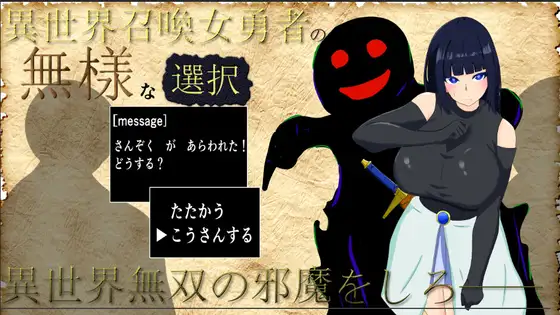 異世界召喚女勇者の
無様な選択
[message]
さんぞく が あらわれた!
どうする?
たたかう
▶こうさんする
異世界無双の邪魔をしろ――